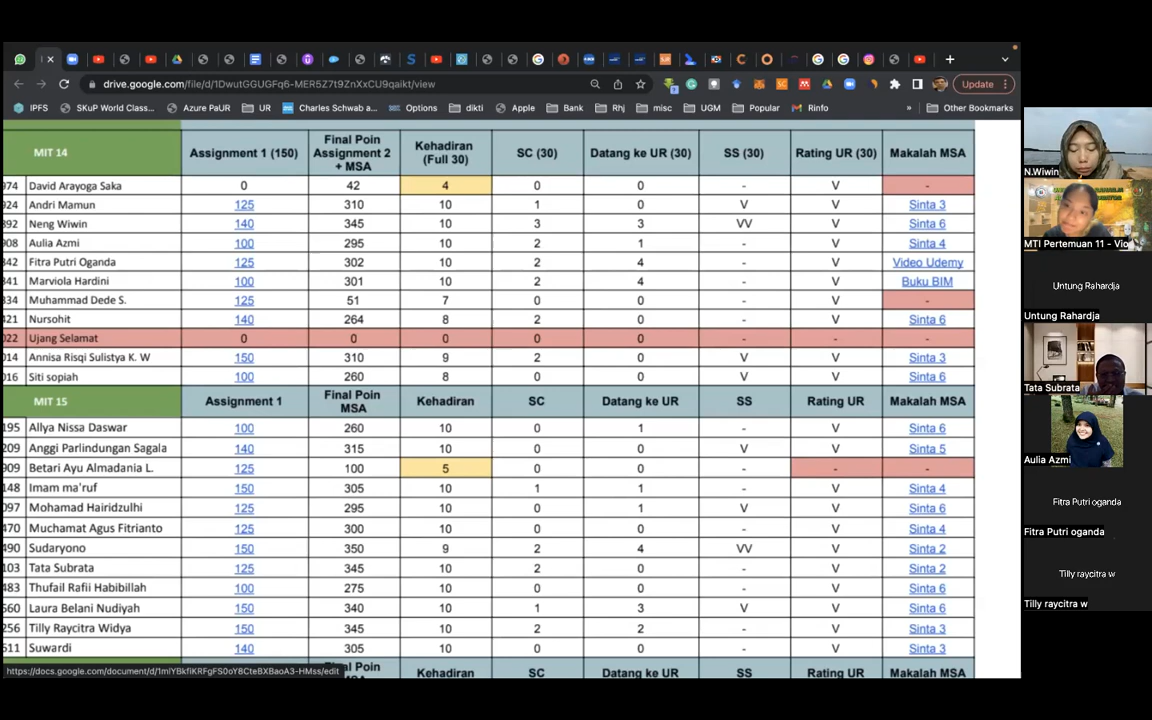 drive.google.com/file/d/1DwutGGUGFq6-MER5Z7t9ZnXxCU9qaikt/view
Update
IPFS SKuP World Class... Azure PaUR UR Charles Schwab a... Options dikti Apple Bank Rhj misc UGM Popular Rinfo » Other Bookmarks
MIT 14 Assignment 1 (150) Final Poin Assignment 2 + MSA Kehadiran (Full 30) SC (30) Datang ke UR (30) SS (30) Rating UR (30) Makalah MSA
974 David Arayoga Saka 0 42 4 0 0 - V -
924 Andri Mamun 125 310 10 1 0 V V Sinta 3
892 Neng Wiwin 140 345 10 3 3 VV V Sinta 6
908 Aulia Azmi 100 295 10 2 1 - V Sinta 4
842 Fitra Putri Oganda 125 302 10 2 4 - V Video Udemy
841 Marviola Hardini 100 301 10 2 4 - V Buku BIM
834 Muhammad Dede S. 125 51 7 0 0 - V -
421 Nursohit 140 264 8 2 0 - V Sinta 6
022 Ujang Selamat 0 0 0 0 0 - - -
014 Annisa Risqi Sulistya K. W 150 310 9 2 0 V V Sinta 3
016 Siti sopiah 100 260 8 0 0 V V Sinta 6
MIT 15 Assignment 1 Final Poin MSA Kehadiran SC Datang ke UR SS Rating UR Makalah MSA
195 Allya Nissa Daswar 100 260 10 0 1 - V Sinta 6
209 Anggi Parlindungan Sagala 140 315 10 0 0 V V Sinta 5
909 Betari Ayu Almadania L. 125 100 5 0 0 - - -
148 Imam ma'ruf 150 305 10 1 1 - V Sinta 4
097 Mohamad Hairidzulhi 125 295 10 0 1 V V Sinta 6
470 Muchamat Agus Fitrianto 125 300 10 0 0 - V Sinta 4
490 Sudaryono 150 350 9 2 4 VV V Sinta 2
103 Tata Subrata 125 345 10 2 0 - V Sinta 2
483 Thufail Rafii Habibillah 100 275 10 0 0 - V Sinta 6
560 Laura Belani Nudiyah 150 340 10 1 3 V V Sinta 6
256 Tilly Raycitra Widya 150 345 10 2 2 - V Sinta 3
511 Suwardi 140 305 10 0 0 - V Sinta 3
nal Poin Kehadiran SC Datang ke UR SS Rating UR Makalah MSA
N.Wiwin
MTI Pertemuan 11 - Vio
Untung Rahardja
Untung Rahardja
Tata Subrata
Aulia Azmi
Fitra Putri oganda
Fitra Putri oganda
Tilly raycitra w
Tilly raycitra w